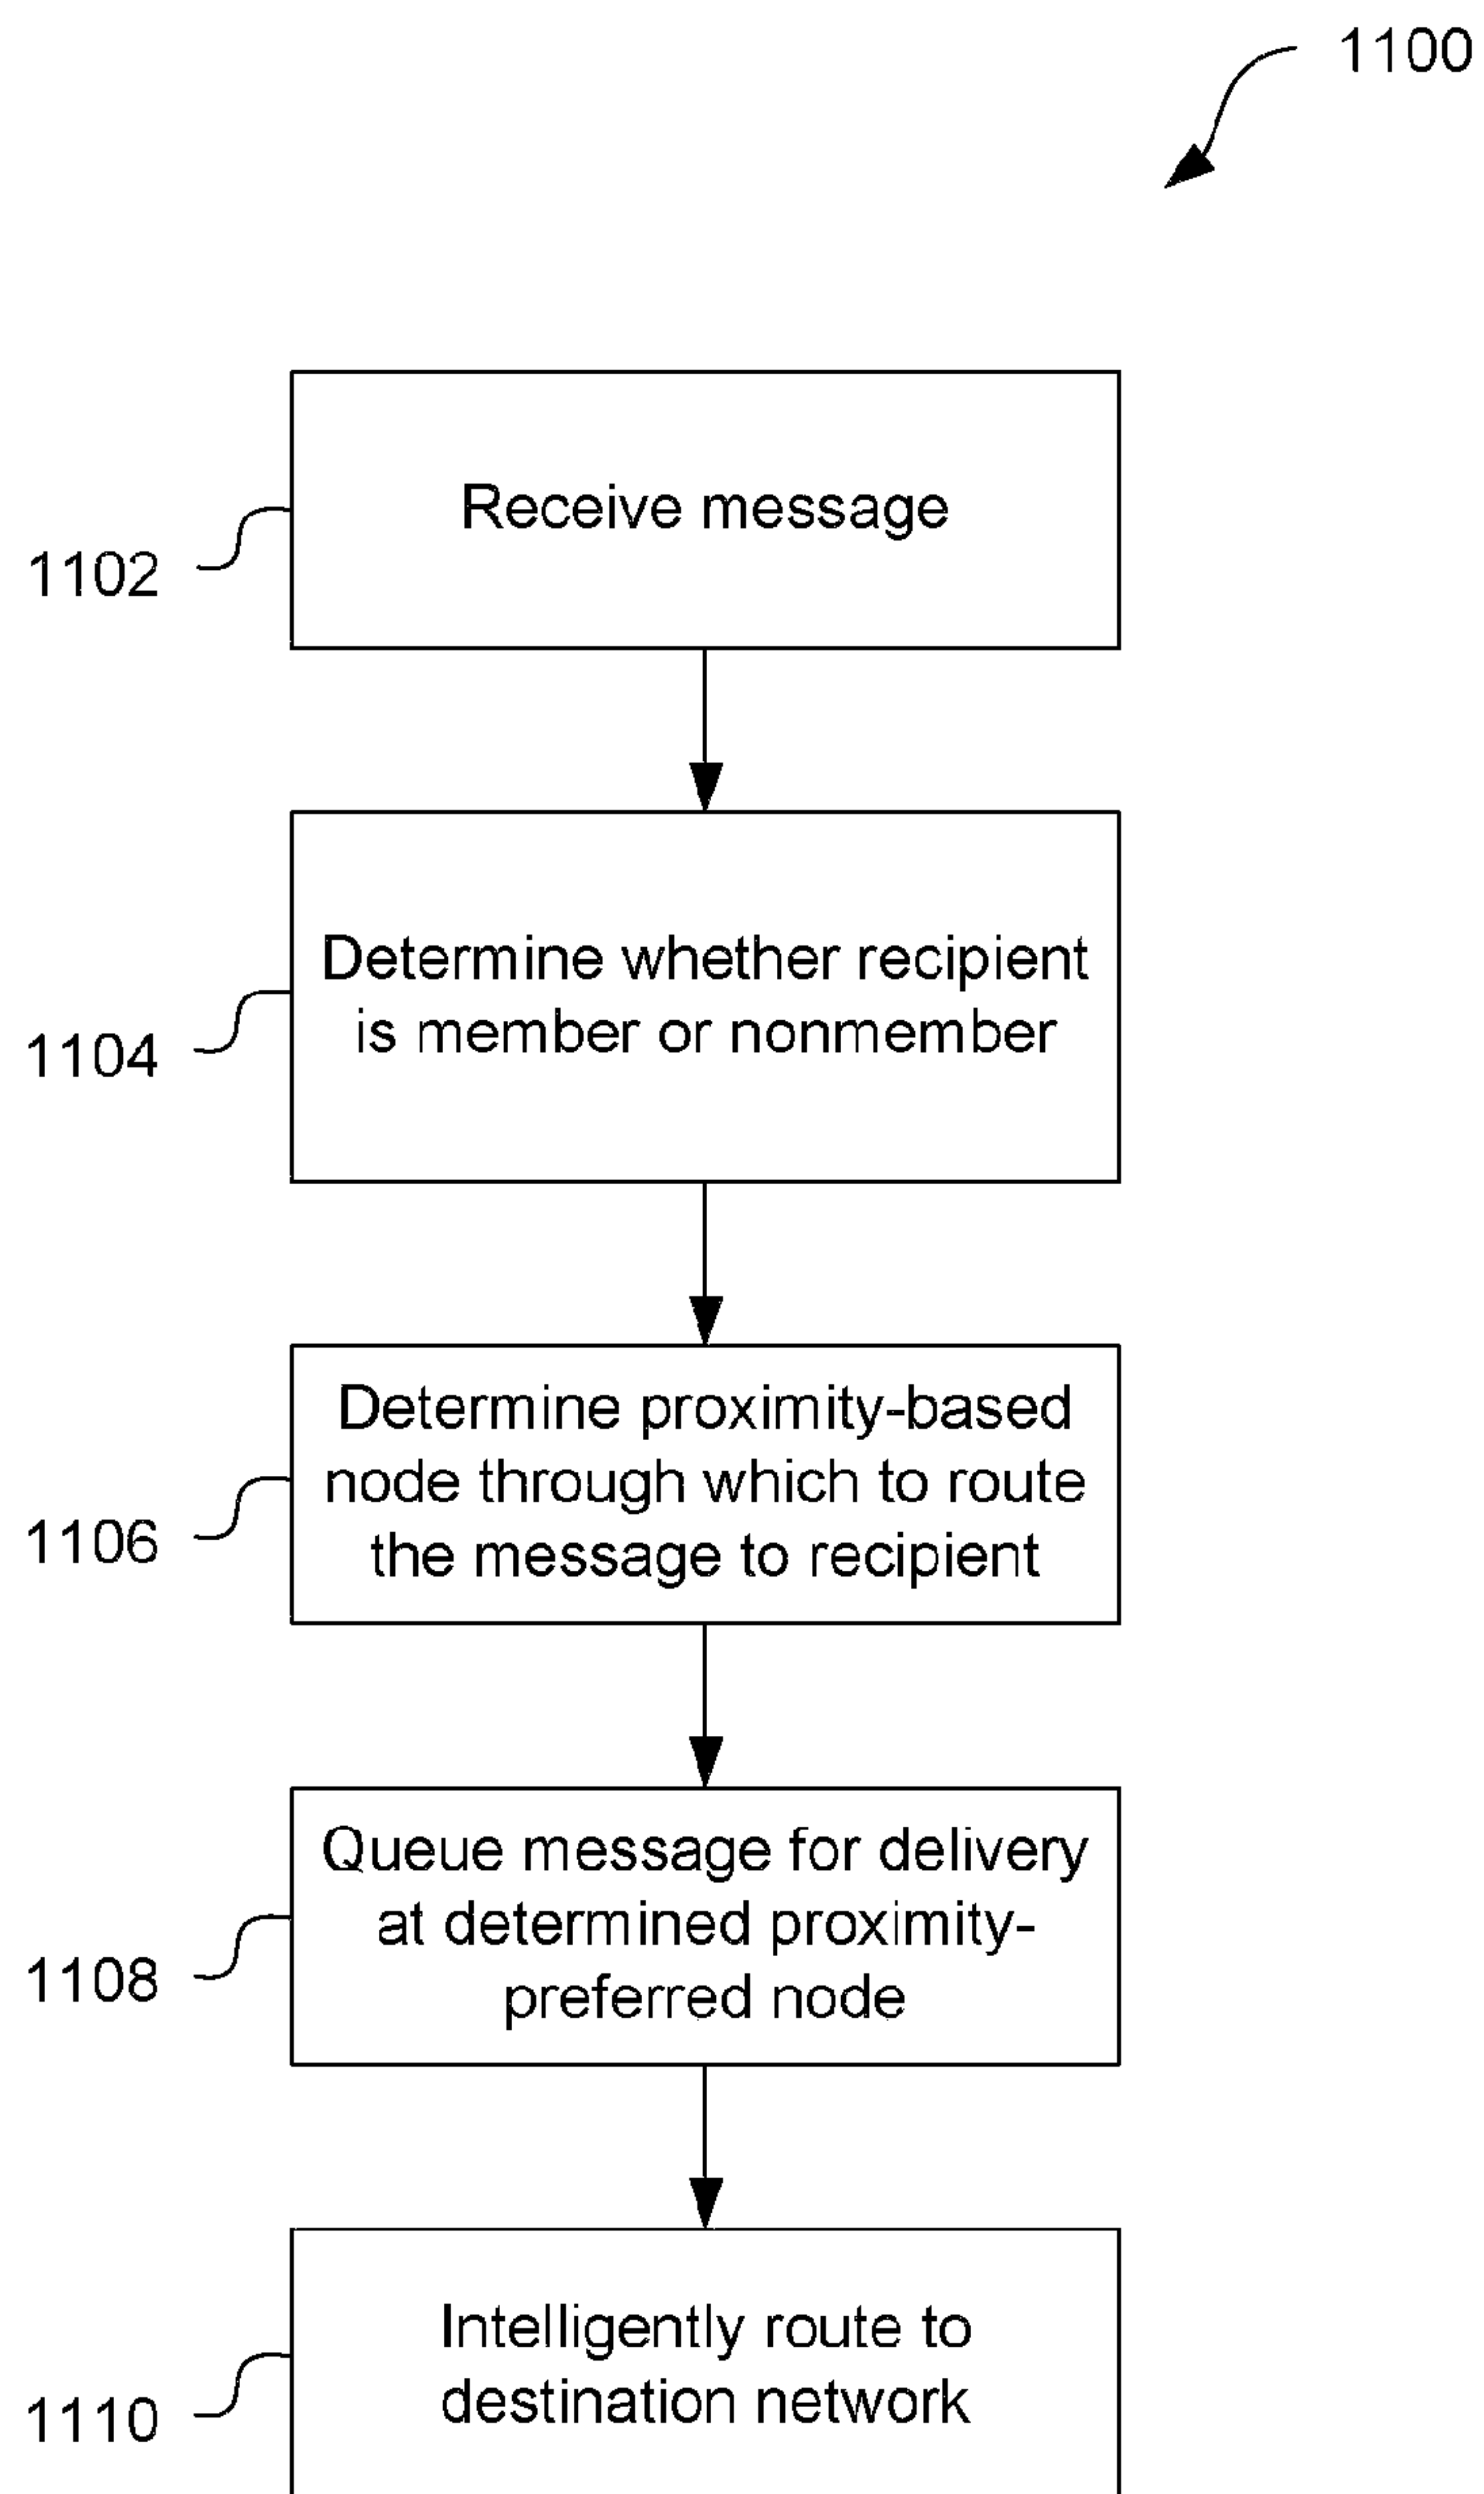 1100
Receive message
1102
Determine whether recipient
is member or nonmember
1104
Determine proximity-based
node through which to route
the message to recipient
1106
Queue message for delivery
at determined proximity-
preferred node
1108
Intelligently route to
destination network
1110